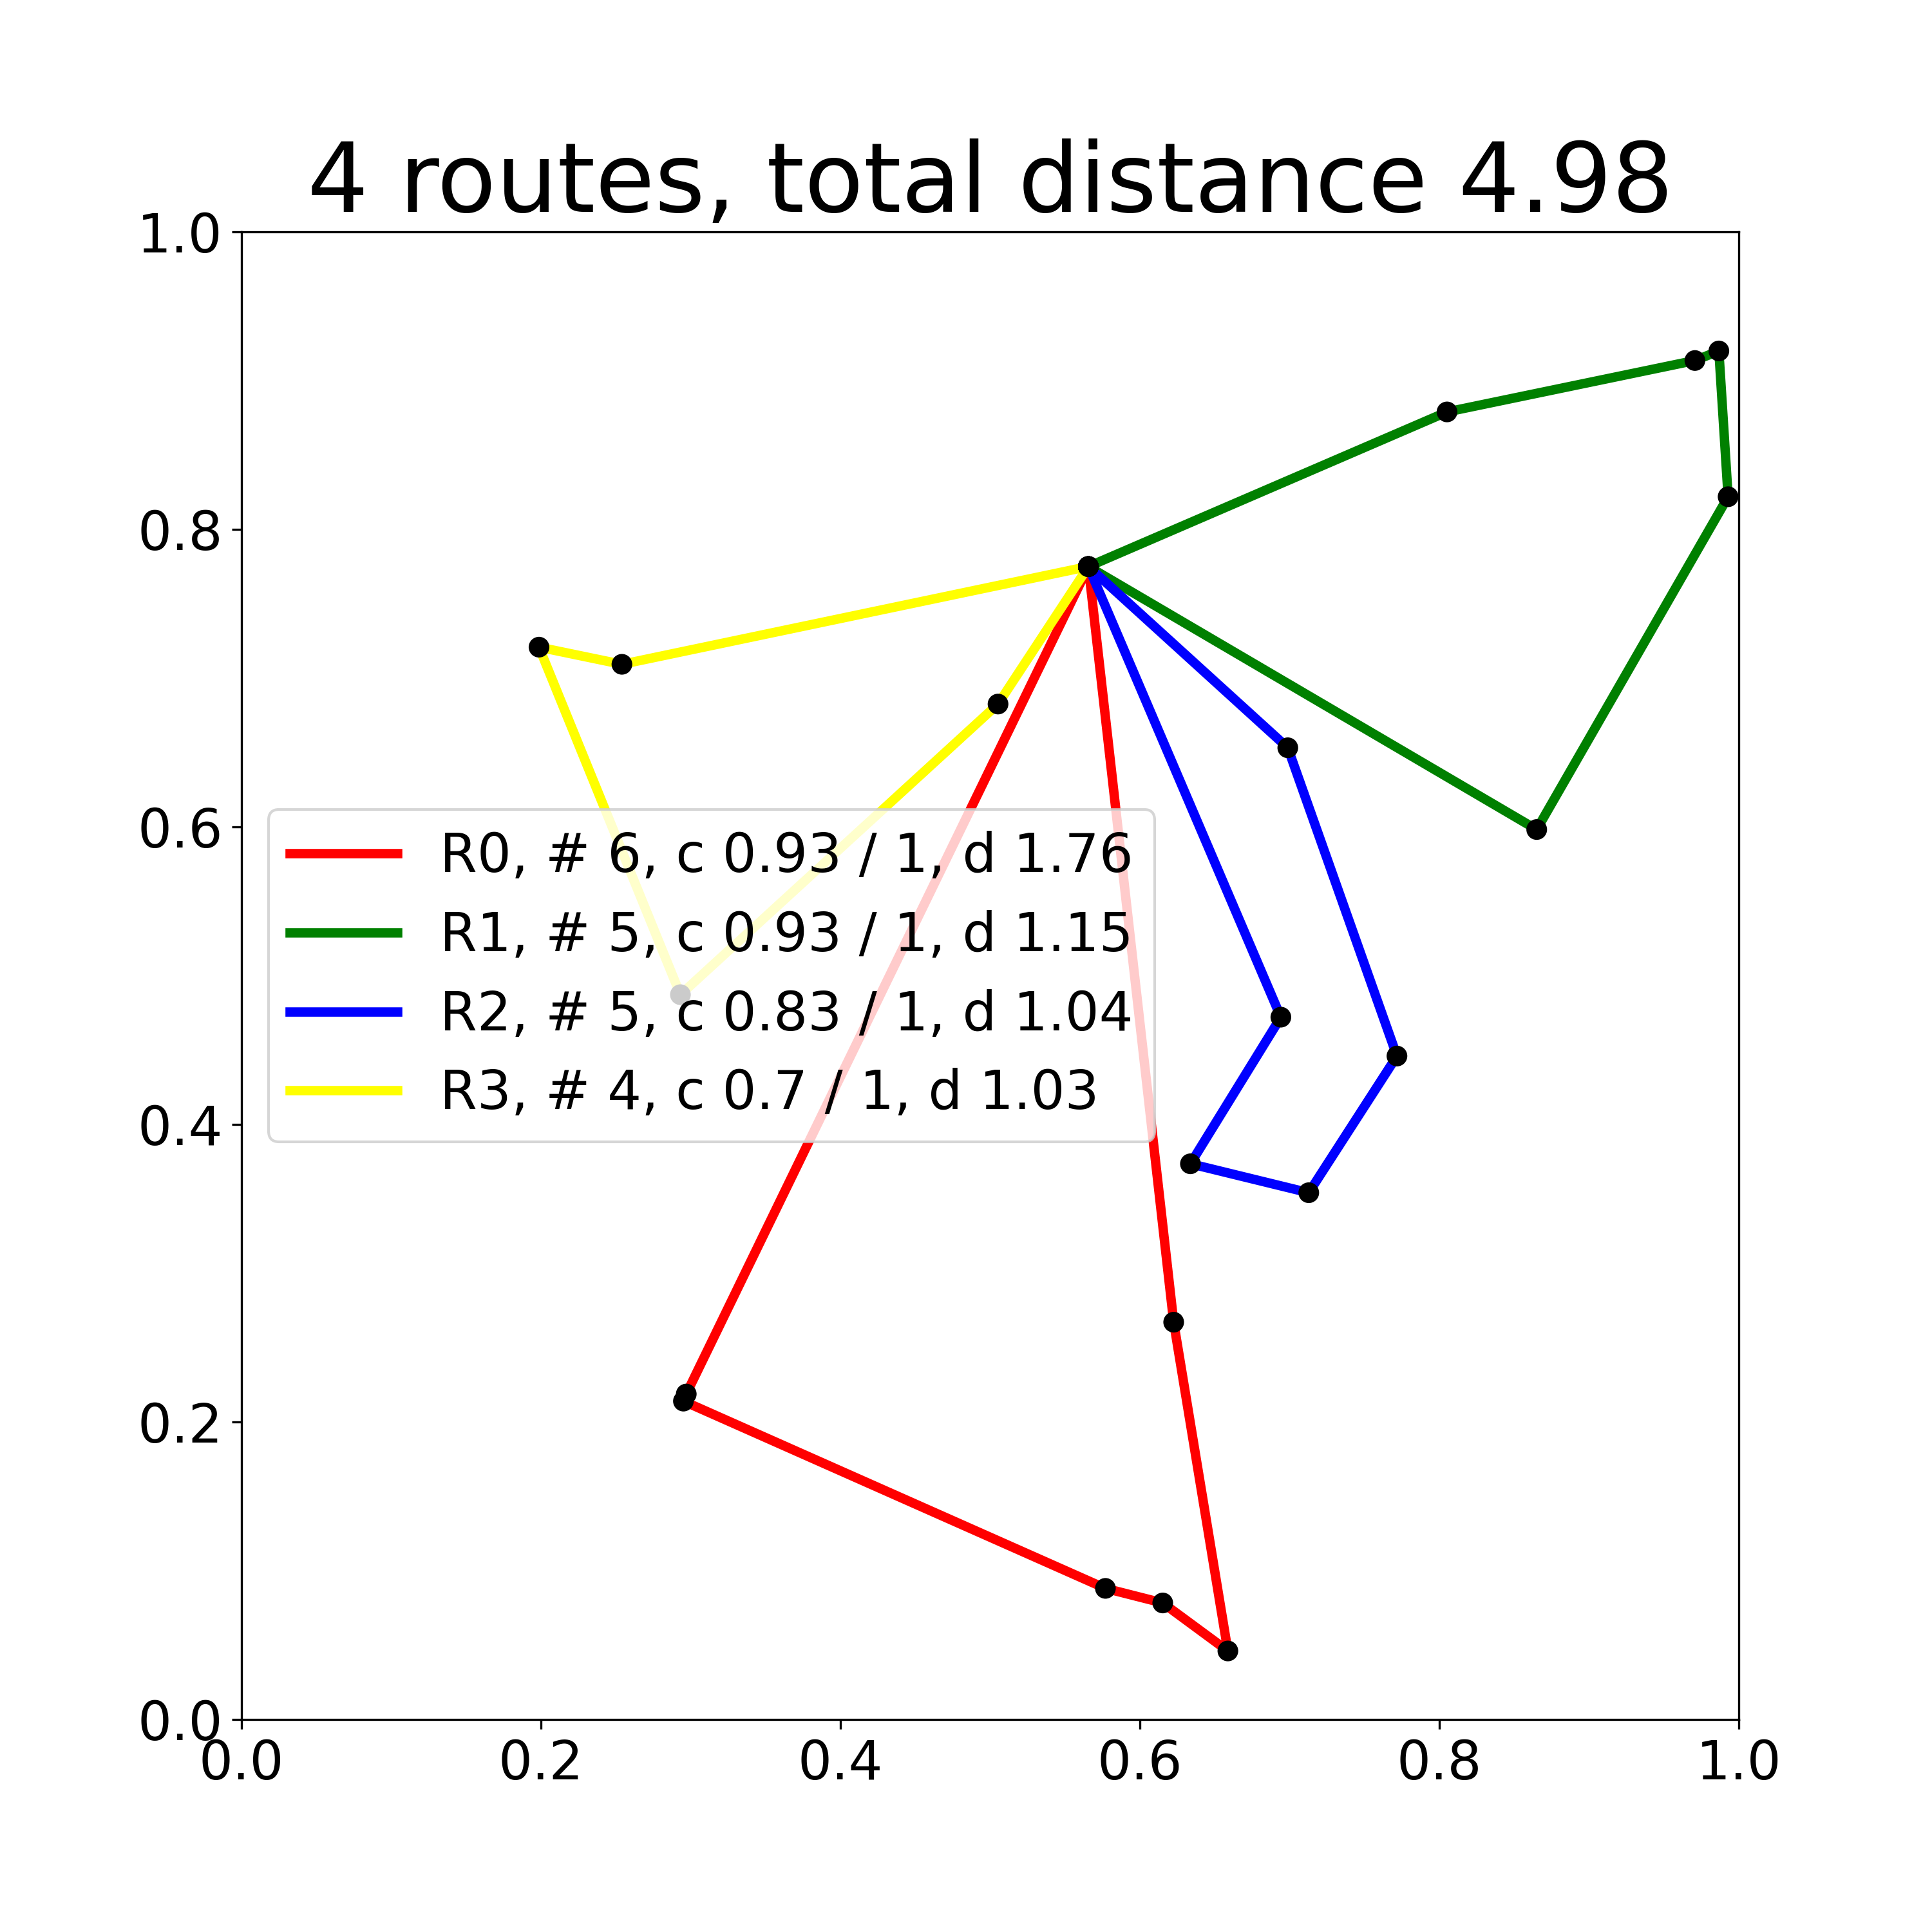 4 routes, total distance 4.98
1.0
0.8
0.6
0.4
0.2
0.0
R0, # 6, c 0.93 / 1, d 1.76
R1, # 5, c 0.93 / 1, d 1.15
R2, # 5, c 0.83 / 1, d 1.04
R3, # 4, c 0.7 / 1, d 1.03
0.0 0.2 0.4 0.6 0.8 1.0